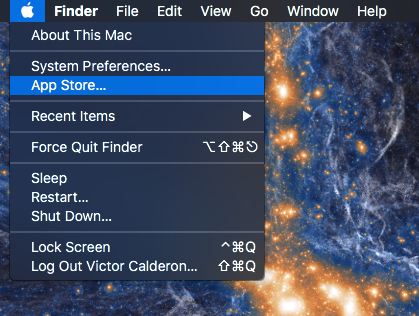 Finder File Edit View Go Window Help
About This Mac
System Preferences...
App Store...
Recent Items ▶
Force Quit Finder ⌥⇧⌘⎋
Sleep
Restart...
Shut Down...
Lock Screen ^⌘Q
Log Out Victor Calderon... ⇧⌘Q